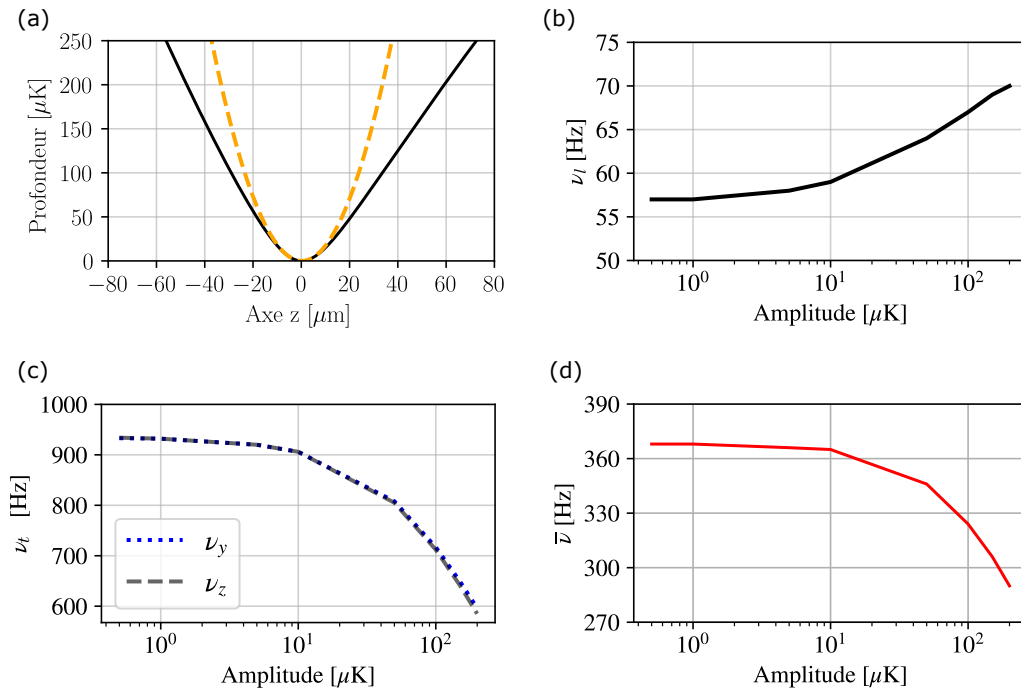 (a)
250
200
150
100
50
0
Profondeur [μK]
−80 −60 −40 −20 0 20 40 60 80
Axe z [μm]
(b)
75
70
65
60
55
50
ν_l [Hz]
10^0 10^1 10^2
Amplitude [μK]
(c)
1000
900
800
700
600
ν_t [Hz]
ν_y
ν_z
10^0 10^1 10^2
Amplitude [μK]
(d)
390
360
330
300
270
ν̅ [Hz]
10^0 10^1 10^2
Amplitude [μK]